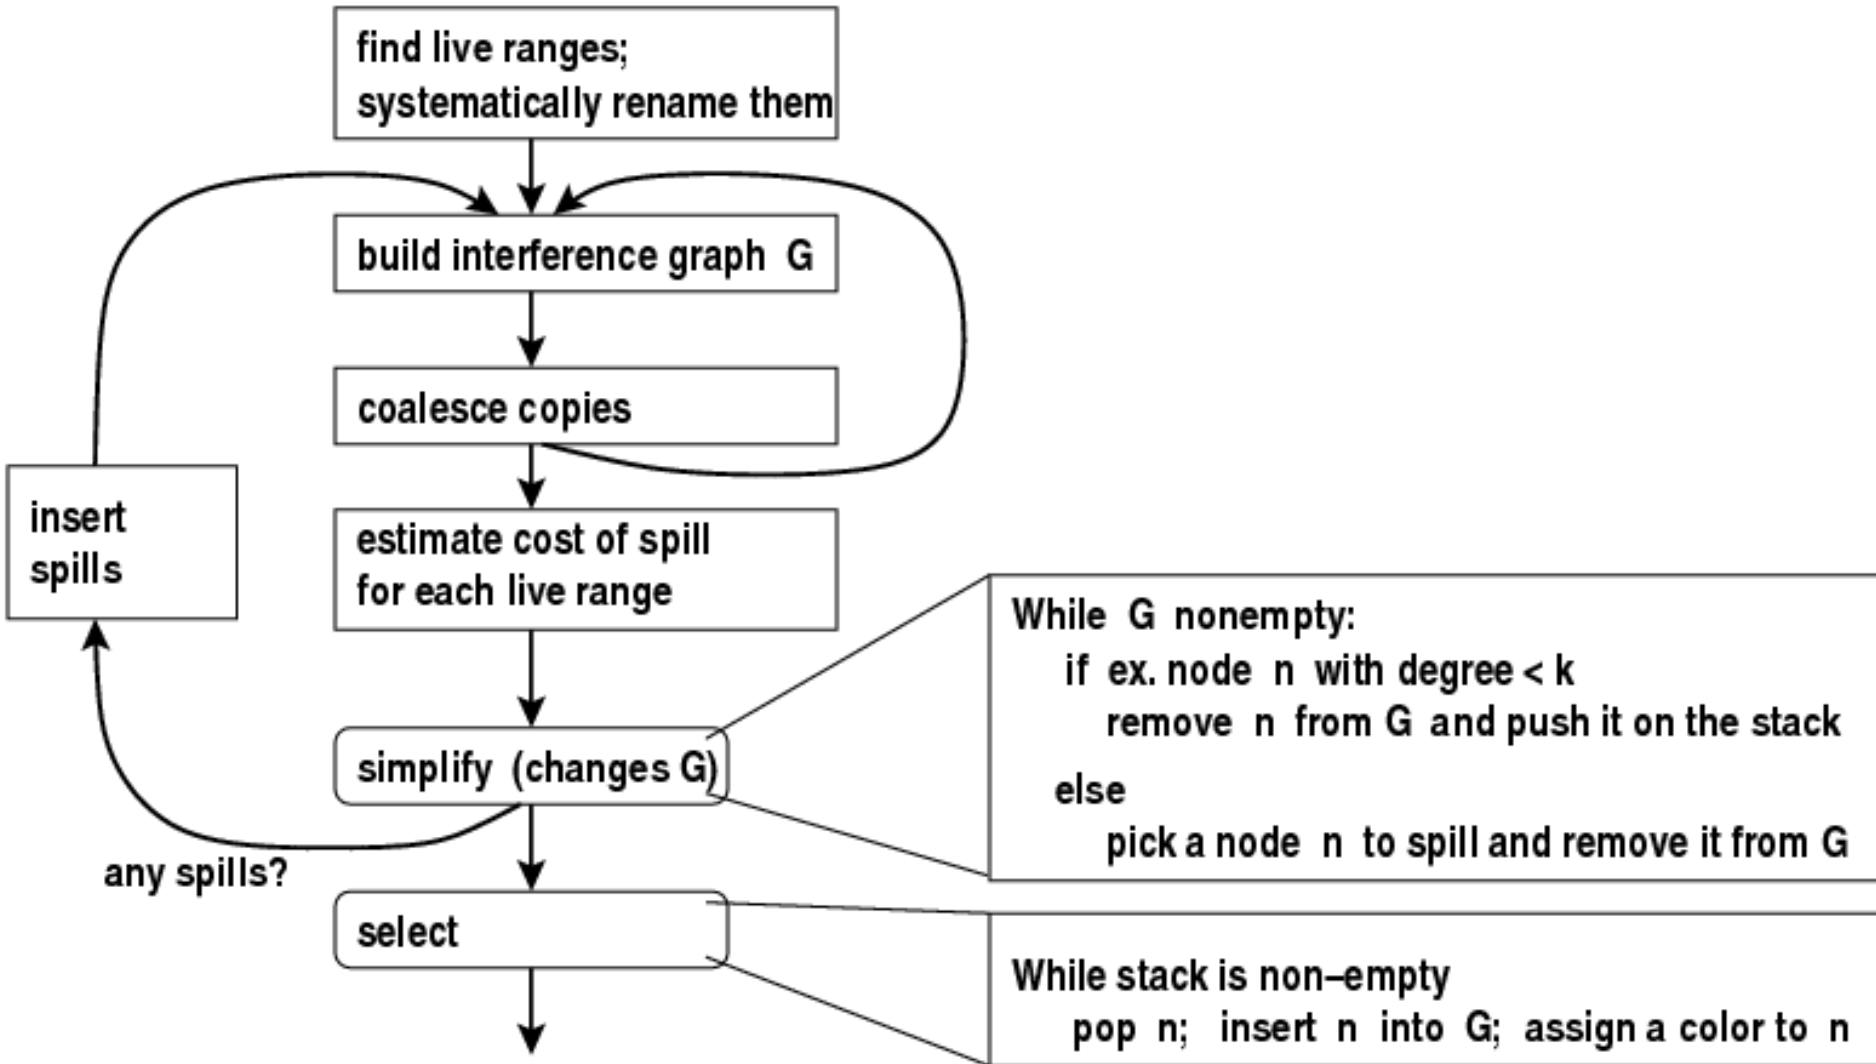 find live ranges;
systematically rename them
build interference graph G
coalesce copies
insert
spills
estimate cost of spill
for each live range
simplify (changes G)
any spills?
select
While G nonempty:
if ex. node n with degree < k
remove n from G and push it on the stack
else
pick a node n to spill and remove it from G
While stack is non–empty
pop n; insert n into G; assign a color to n